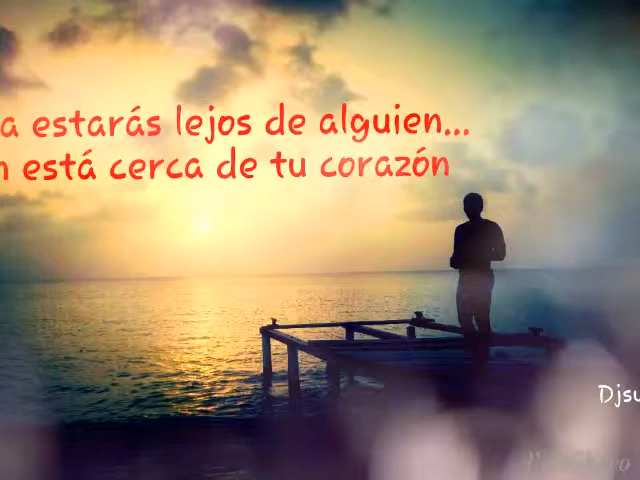 a estarás lejos de alguien...
n está cerca de tu corazón
Djsu